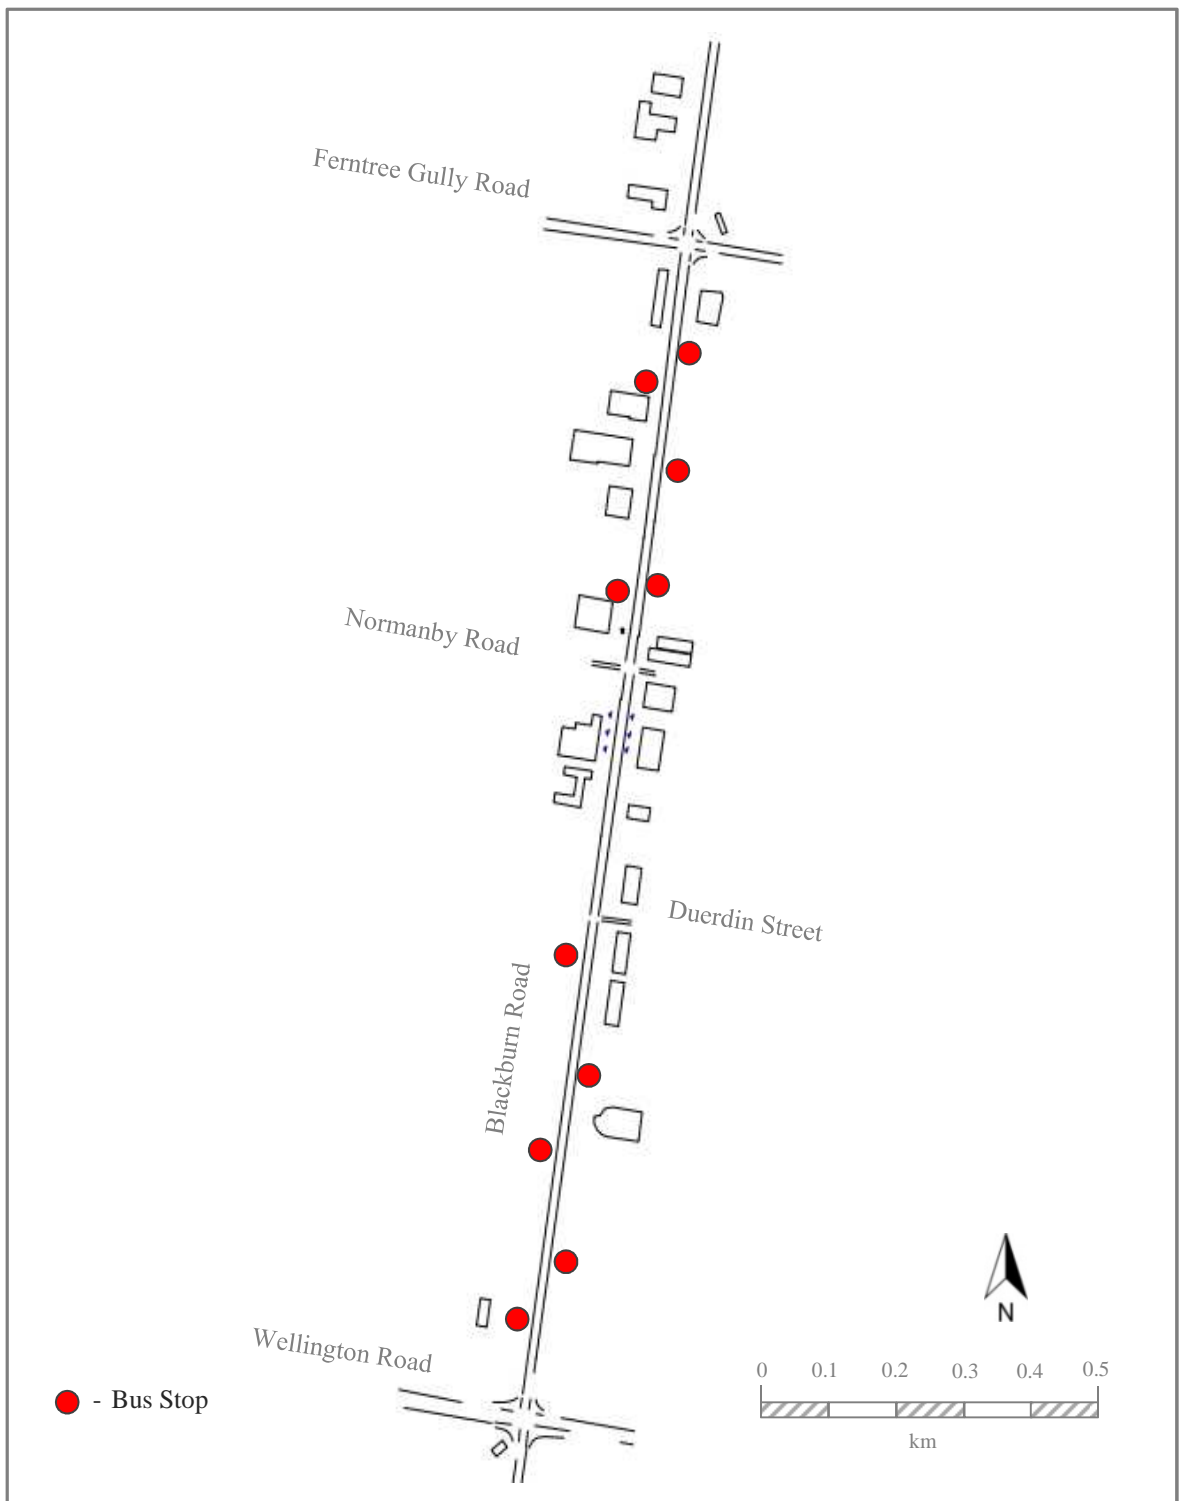 Ferntree Gully Road
Normanby Road
Duerdin Street
Blackburn Road
N
Wellington Road
0 0.1 0.2 0.3 0.4 0.5
- Bus Stop
km